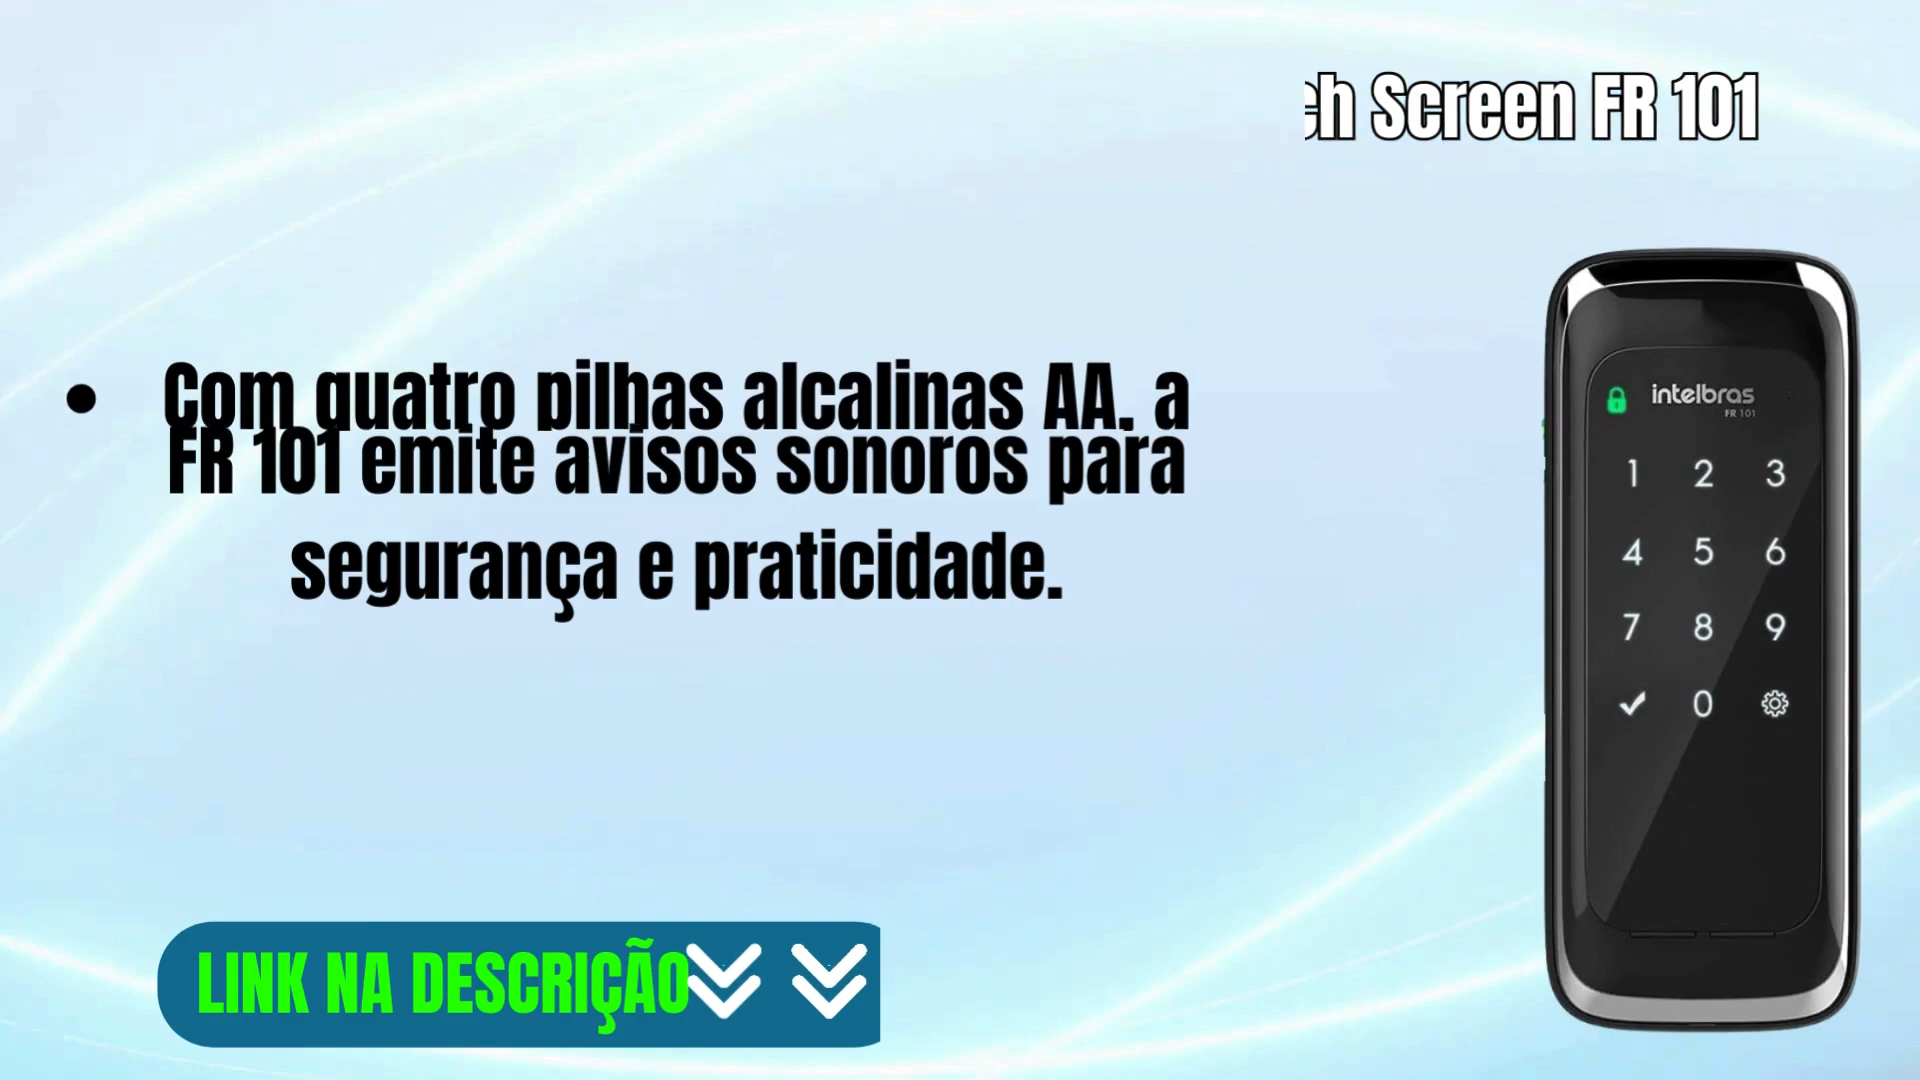 ch Screen FR 101
• Com quatro pilhas alcalinas AA, a
FR 101 emite avisos sonoros para
segurança e praticidade.
intelbras
FR 101
1 2 3
4 5 6
7 8 9
0
LINK NA DESCRIÇÃO